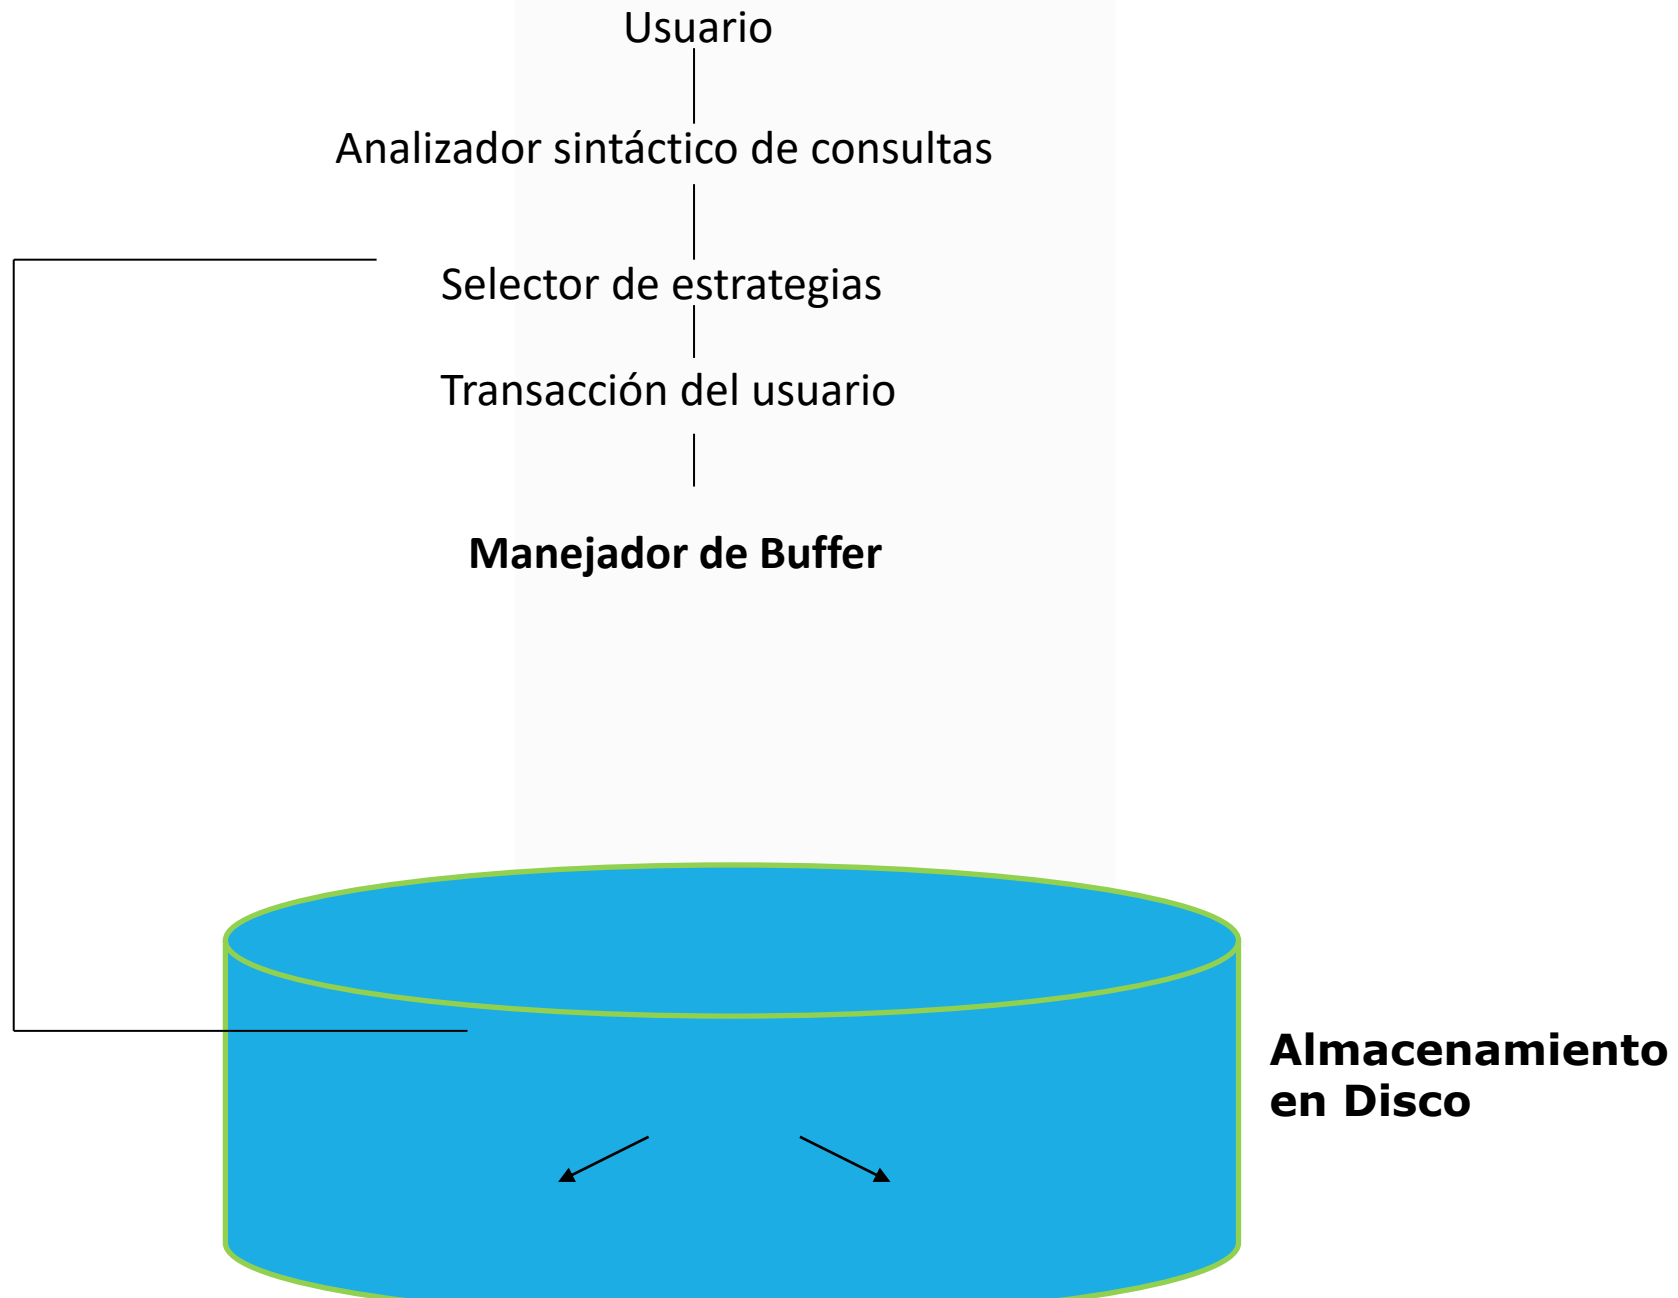 Usuario
Analizador sintáctico de consultas
Selector de estrategias
Transacción del usuario
Manejador de Buffer
Almacenamiento
en Disco